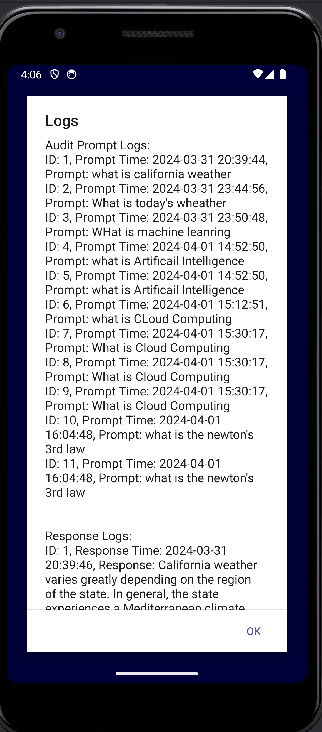 4:06
Logs
Audit Prompt Logs:
ID: 1, Prompt Time: 2024-03-31 20:39:44,
Prompt: what is california weather
ID: 2, Prompt Time: 2024-03-31 23:44:56,
Prompt: What is today's wheather
ID: 3, Prompt Time: 2024-03-31 23:50:48,
Prompt: WHat is machine leanring
ID: 4, Prompt Time: 2024-04-01 14:52:50,
Prompt: what is Artificail Intelligence
ID: 5, Prompt Time: 2024-04-01 14:52:50,
Prompt: what is Artificail Intelligence
ID: 6, Prompt Time: 2024-04-01 15:12:51,
Prompt: what is CLoud Computing
ID: 7, Prompt Time: 2024-04-01 15:30:17,
Prompt: What is Cloud Computing
ID: 8, Prompt Time: 2024-04-01 15:30:17,
Prompt: What is Cloud Computing
ID: 9, Prompt Time: 2024-04-01 15:30:17,
Prompt: What is Cloud Computing
ID: 10, Prompt Time: 2024-04-01
16:04:48, Prompt: what is the newton's
3rd law
ID: 11, Prompt Time: 2024-04-01
16:04:48, Prompt: what is the newton's
3rd law
Response Logs:
ID: 1, Response Time: 2024-03-31
20:39:46, Response: California weather
varies greatly depending on the region
of the state. In general, the state
experiences a Mediterranean climate
OK